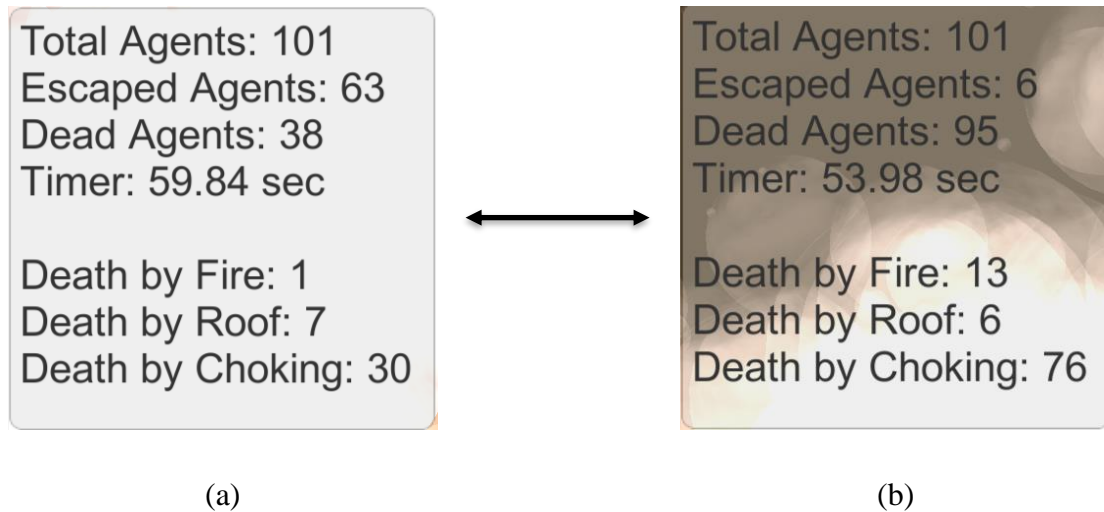 Total Agents: 101
Escaped Agents: 63
Dead Agents: 38
Timer: 59.84 sec
Death by Fire: 1
Death by Roof: 7
Death by Choking: 30
(a)
Total Agents: 101
Escaped Agents: 6
Dead Agents: 95
Timer: 53.98 sec
Death by Fire: 13
Death by Roof: 6
Death by Choking: 76
(b)